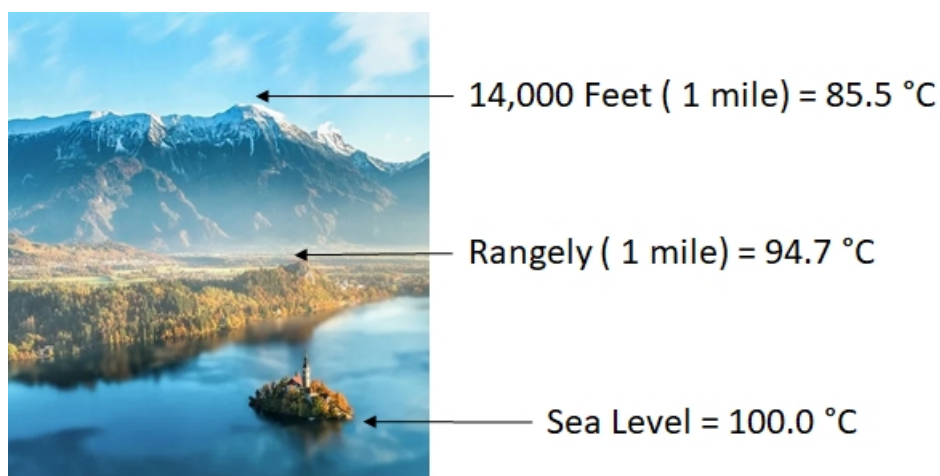 14,000 Feet ( 1 mile) = 85.5 °C
Rangely ( 1 mile) = 94.7 °C
Sea Level = 100.0 °C